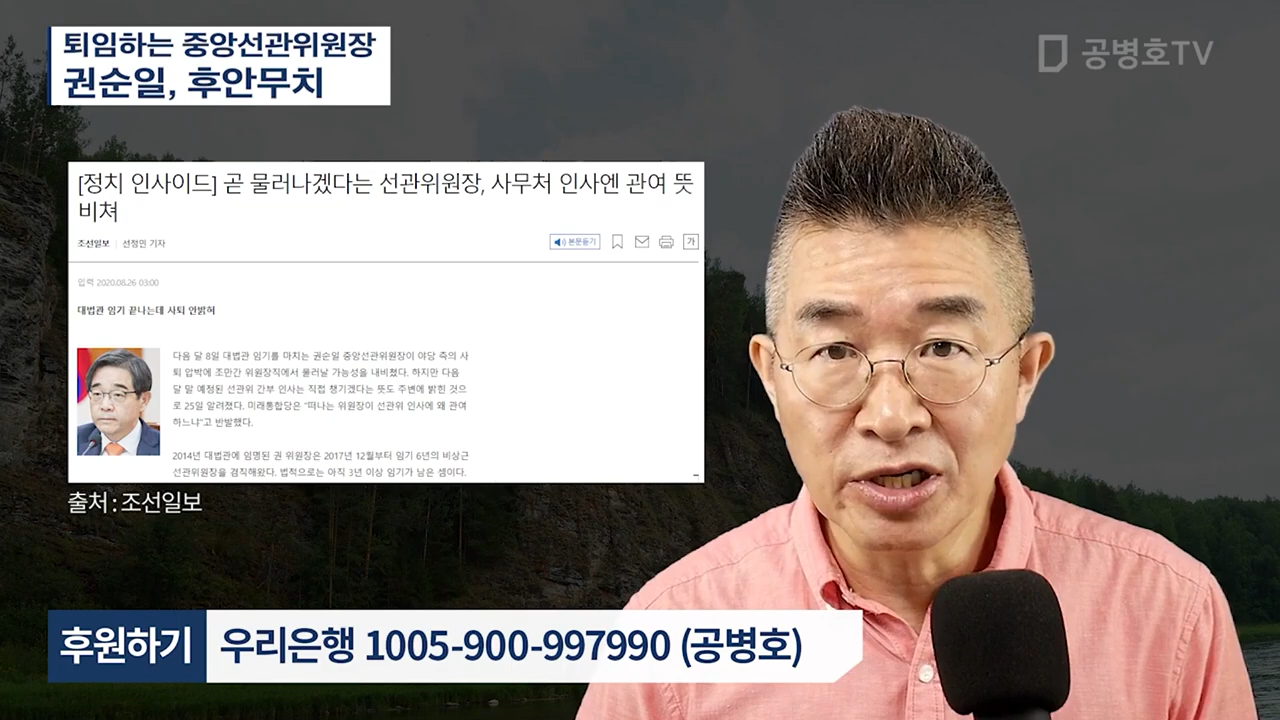 퇴임하는 중앙선관위원장
권순일, 후안무치
공병호TV
[정치 인사이드] 곧 물러나겠다는 선관위원장, 사무처 인사엔 관여 뜻
비쳐
조선일보 | 선정민 기자
본문듣기
가
입력 2020.08.26 03:00
대법관 임기 끝나는데 사퇴 안밝혀
다음 달 8일 대법관 임기를 마치는 권순일 중앙선관위원장이 야당 측의 사
퇴 압박에 조만간 위원장직에서 물러날 가능성을 내비쳤다. 하지만 다음
달 말 예정된 선관위 간부 인사는 직접 챙기겠다는 뜻도 주변에 밝힌 것으
로 25일 알려졌다. 미래통합당은 "떠나는 위원장이 선관위 인사에 왜 관여
하느냐"고 반발했다.
2014년 대법관에 임명된 권 위원장은 2017년 12월부터 임기 6년의 비상근
선관위원장을 겸직해왔다. 법적으로는 아직 3년 이상 임기가 남은 셈이다.
출처 : 조선일보
후원하기
우리은행 1005-900-997990 (공병호)